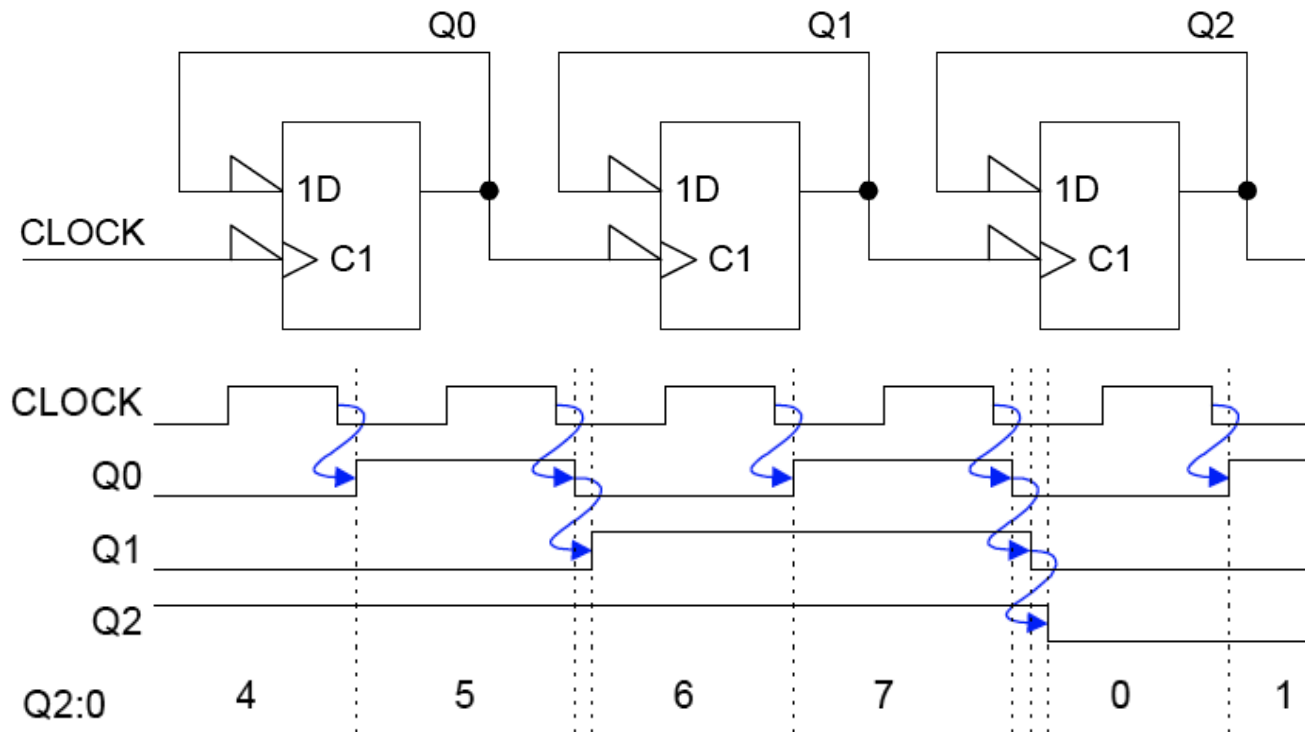 Q0 Q1 Q2
1D 1D 1D
CLOCK
C1 C1 C1
CLOCK
Q0
Q1
Q2
Q2:0 4 5 6 7 0 1